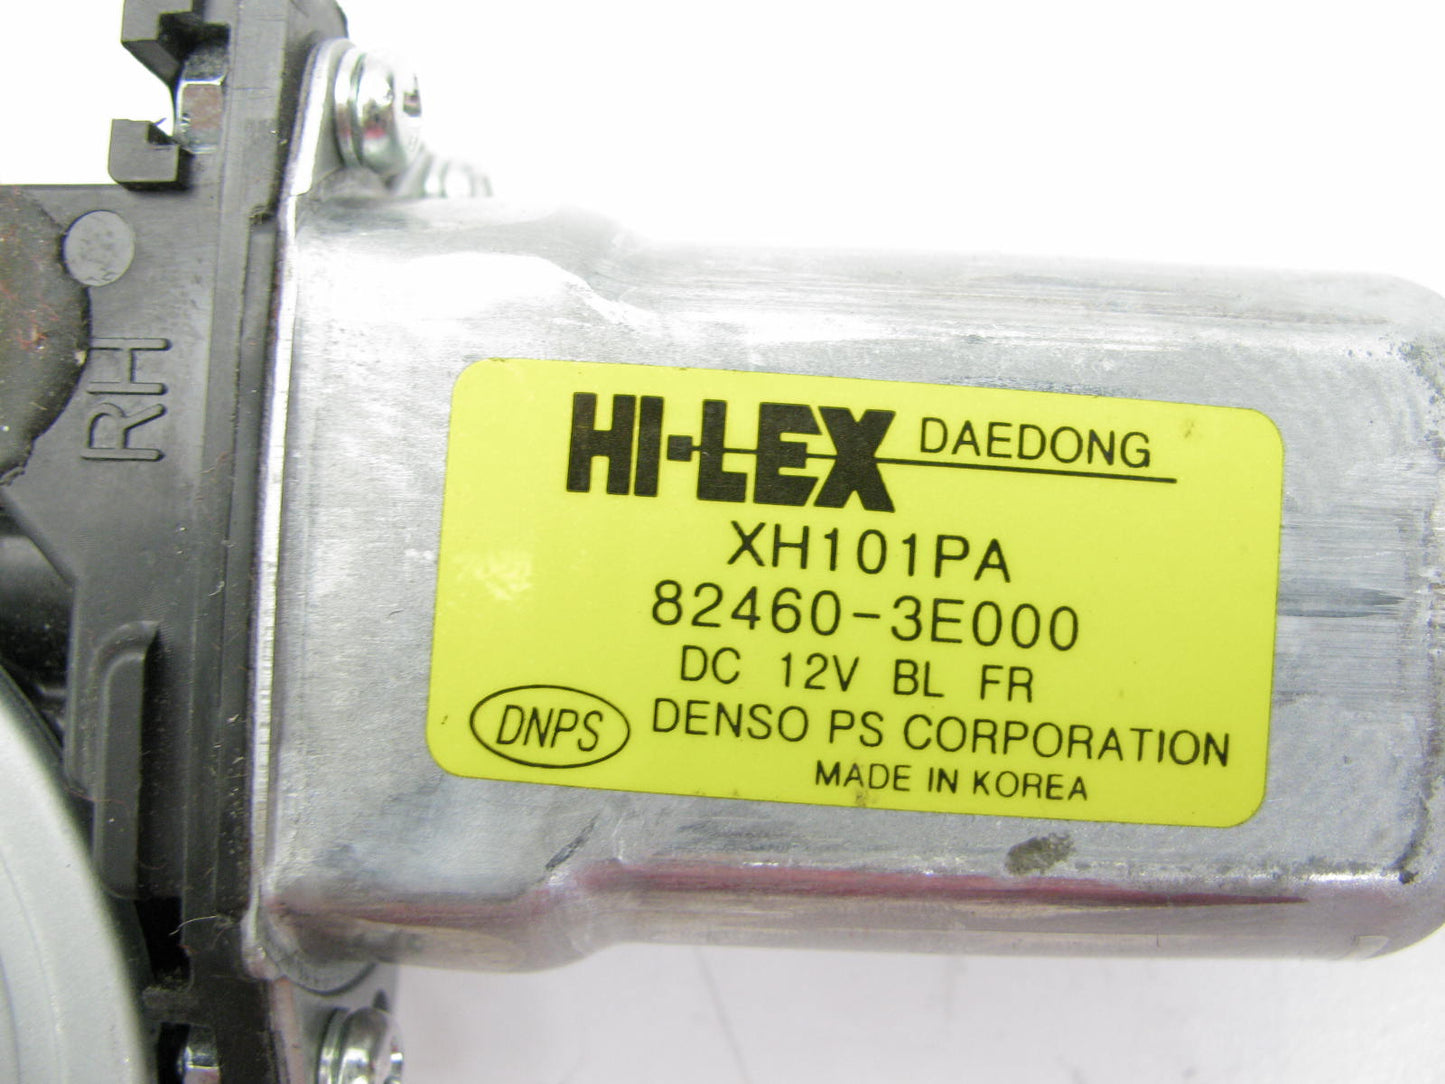 RH
HI-LEX DAEDONG
XH101PA
82460-3E000
DC 12V BL FR
DNPS DENSO PS CORPORATION
MADE IN KOREA